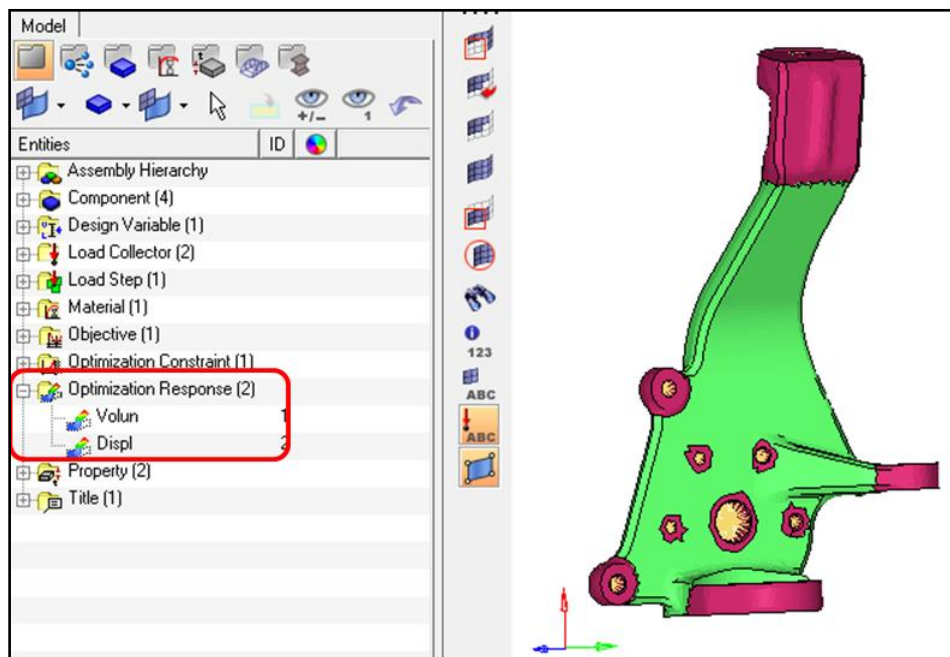 Model
+/-
1
Entities ID
Assembly Hierarchy
Component (4)
Design Variable (1)
Load Collector (2)
Load Step (1)
Material (1)
Objective (1)
Optimization Constraint (1)
Optimization Response (2)
Volun 1
Displ 2
Property (2)
Title (1)
123
ABC
ABC